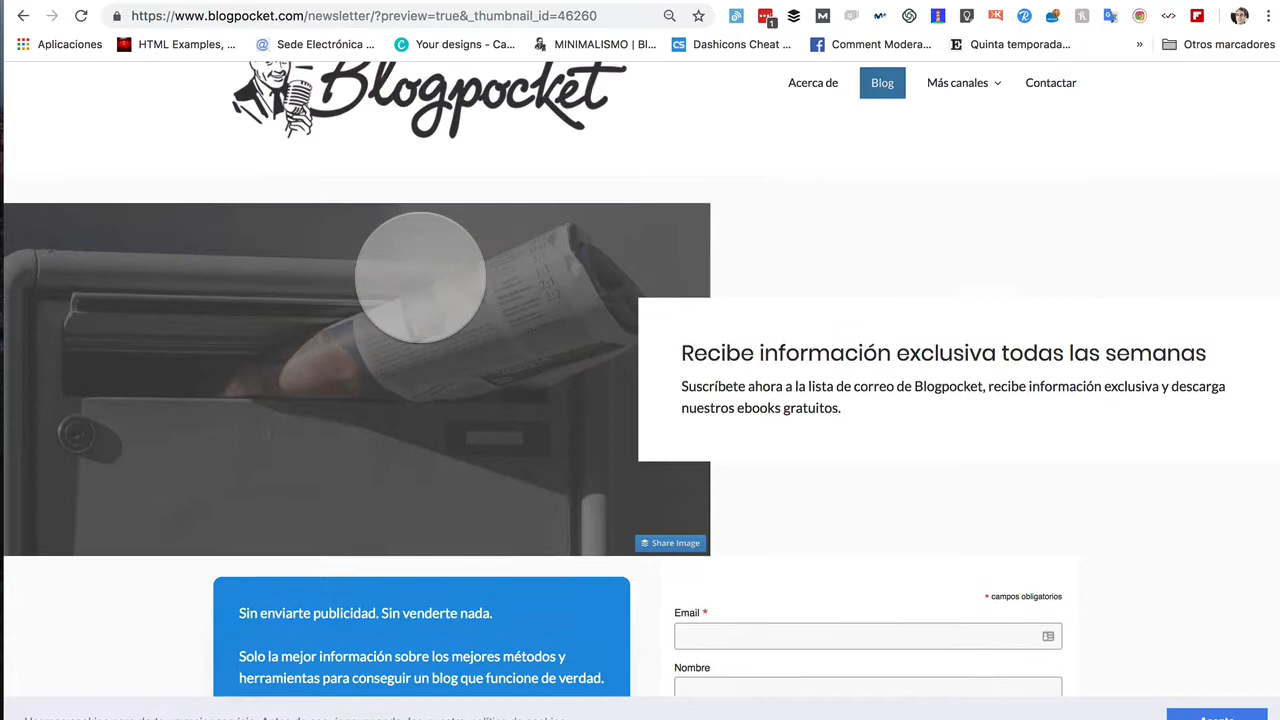 https://www.blogpocket.com/newsletter/?preview=true&_thumbnail_id=46260
1
Aplicaciones
HTML Examples, ...
Sede Electrónica ...
Your designs - Ca...
MINIMALISMO | Bl...
CS
Dashicons Cheat ...
Comment Modera...
Quinta temporada...
»
Otros marcadores
Blogpocket
Acerca de
Blog
Más canales
Contactar
Recibe información exclusiva todas las semanas
Suscríbete ahora a la lista de correo de Blogpocket, recibe información exclusiva y descarga
nuestros ebooks gratuitos.
Share Image
Sin enviarte publicidad. Sin venderte nada.
Solo la mejor información sobre los mejores métodos y
herramientas para conseguir un blog que funcione de verdad.
* campos obligatorios
Email *
Nombre